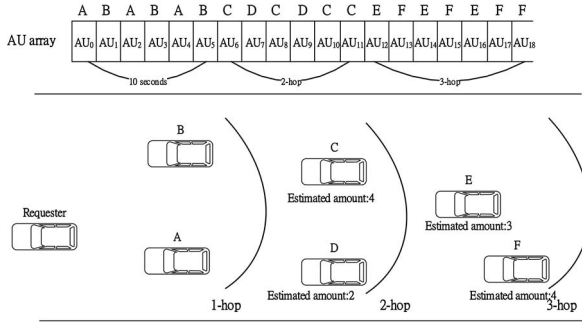 A B A B A B C D C D C C E F E F E F F
AU array AU0 AU1 AU2 AU3 AU4 AU5 AU6 AU7 AU8 AU9 AU10 AU11 AU12 AU13 AU14 AU15 AU16 AU17 AU18
10 seconds 2-hop 3-hop
B
C
Estimated amount:4
E
Estimated amount:3
Requester
A
D
Estimated amount:2
F
Estimated amount:4
1-hop 2-hop 3-hop